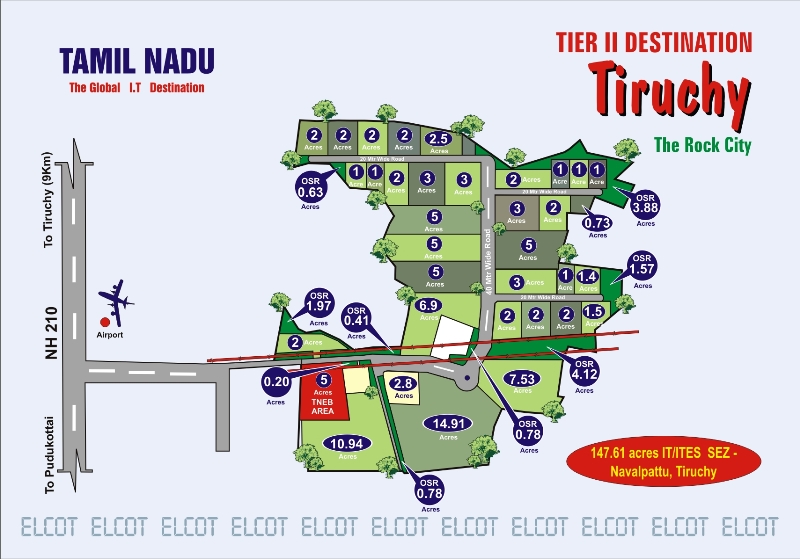 TAMIL NADU
The Global I.T Destination
TIER II DESTINATION
Tiruchy
The Rock City
To Tiruchy (9Km)
NH 210
To Pudukottai
Airport
2 Acres
2 Acres
2 Acres
2 Acres
2.5 Acres
20 Mtr Wide Road
OSR 0.63 Acres
1 Acre
1 Acre
2 Acres
3 Acres
3 Acres
2 Acres
1 Acre
1 Acre
1 Acre
20 Mtr Wide Road
OSR 3.88 Acres
3 Acres
2 Acres
0.73 Acres
5 Acres
5 Acres
5 Acres
5 Acres
40 Mtr Wide Road
3 Acres
1 Acre
1.4 Acres
OSR 1.57 Acres
20 Mtr Wide Road
2 Acres
2 Acres
2 Acres
1.5 Acres
6.9 Acres
OSR 1.97 Acres
OSR 0.41 Acres
2 Acres
0.20 Acres
5 Acres
TNEB AREA
2.8 Acres
7.53 Acres
OSR 4.12 Acres
14.91 Acres
10.94 Acres
OSR 0.78 Acres
OSR 0.78 Acres
147.61 acres IT/ITES SEZ -
Navalpattu, Tiruchy
ELCOT ELCOT ELCOT ELCOT ELCOT ELCOT ELCOT ELCOT ELCOT ELCOT ELCOT